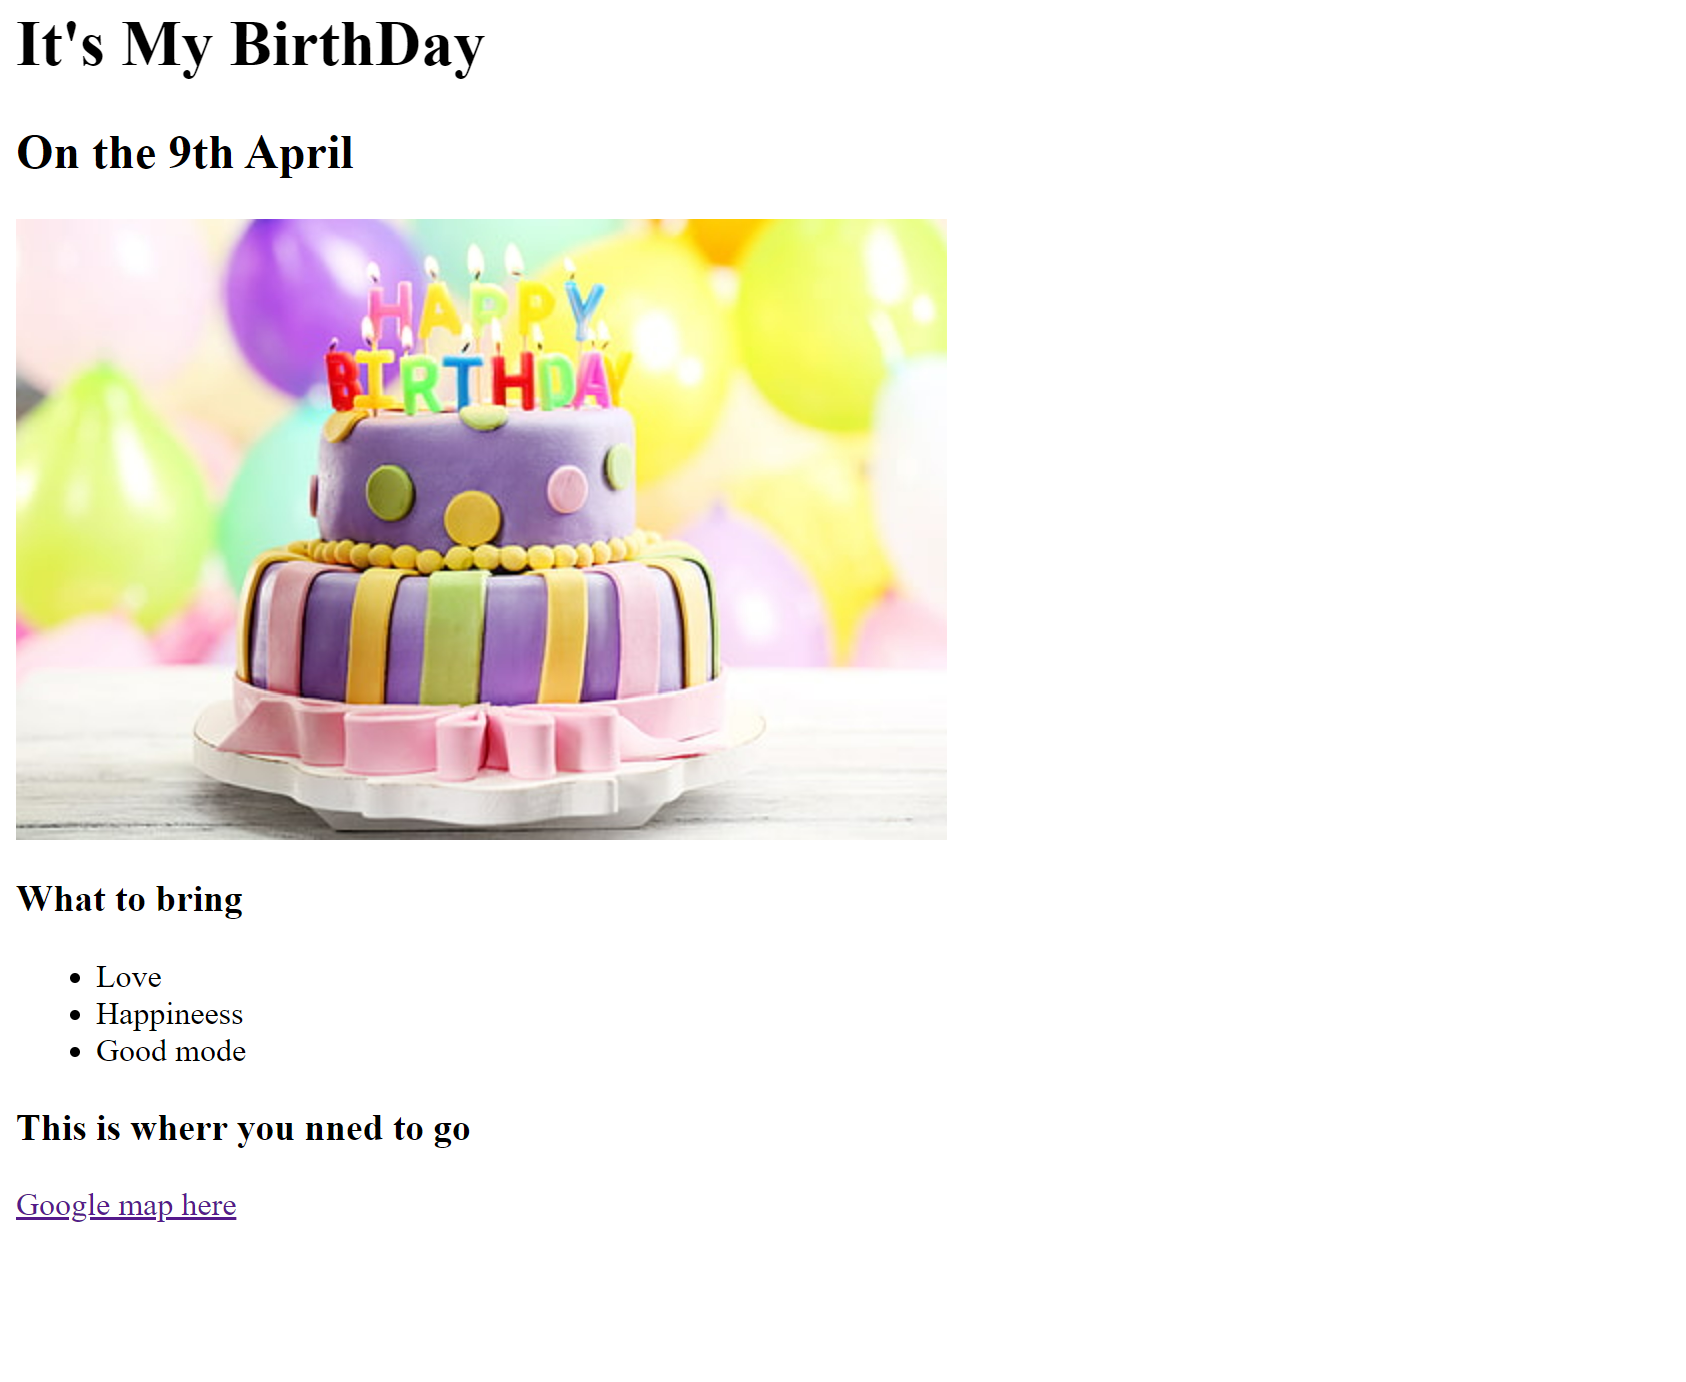 It's My BirthDay
On the 9th April
HAPPY
BIRTHDAY
What to bring
Love
Happineess
Good mode
This is wherr you nned to go
Google map here